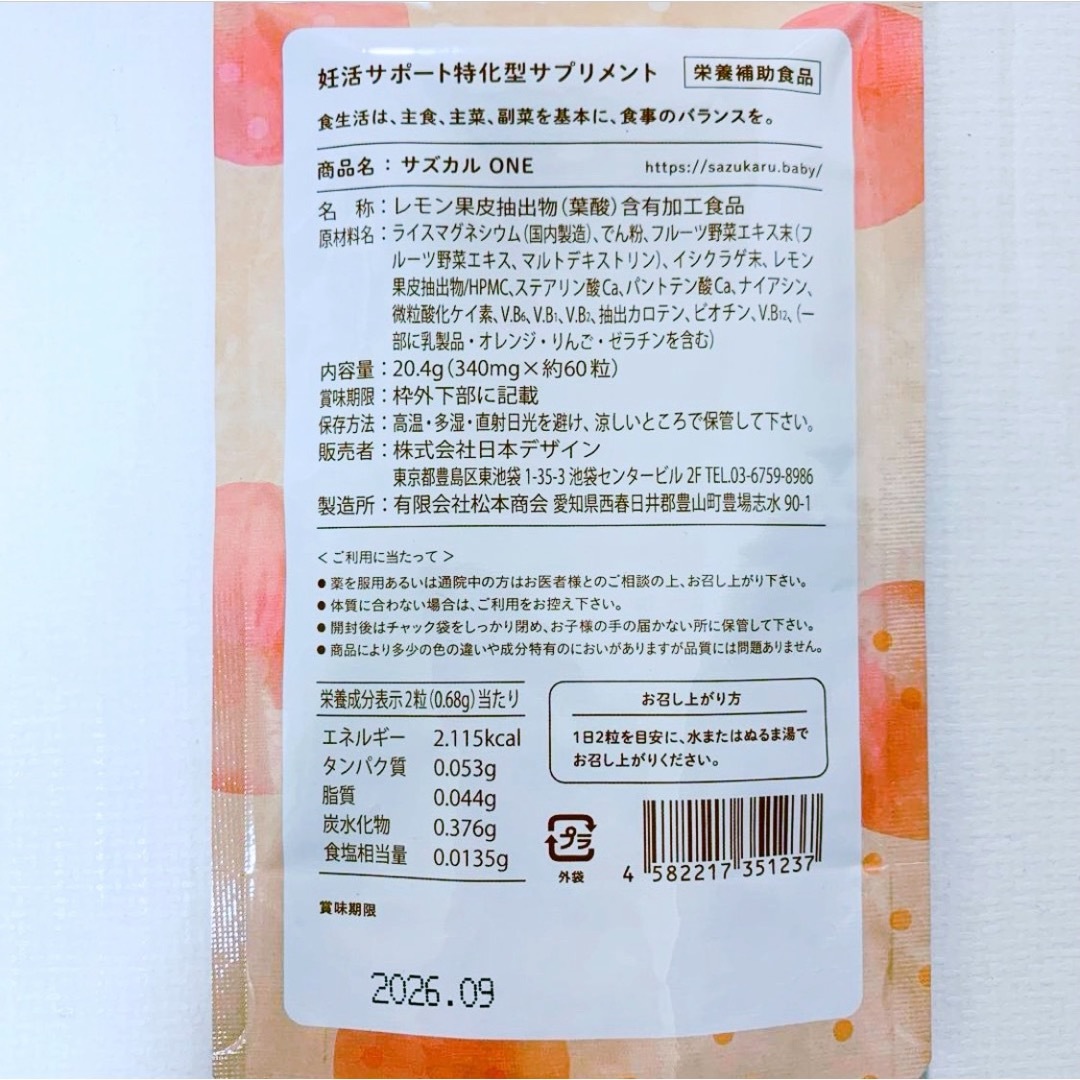 妊活サポート特化型サプリメント 栄養補助食品
食生活は、主食、主菜、副菜を基本に、食事のバランスを。
商品名：サズカル ONE https://sazukaru.baby/
名 称：レモン果皮抽出物（葉酸）含有加工食品
原材料名：ライスマグネシウム（国内製造）、でん粉、フルーツ野菜エキス末（フ
ルーツ野菜エキス、マルトデキストリン）、イシクラゲ末、レモン
果皮抽出物/HPMC、ステアリン酸Ca、パントテン酸Ca、ナイアシン、
微粒酸化ケイ素、V.B6、V.B1、V.B2、抽出カロテン、ビオチン、V.B12、（一
部に乳製品・オレンジ・りんご・ゼラチンを含む）
内容量：20.4g（340mg×約60粒）
賞味期限：枠外下部に記載
保存方法：高温・多湿・直射日光を避け、涼しいところで保管して下さい。
販売者：株式会社日本デザイン
東京都豊島区東池袋 1-35-3 池袋センタービル 2F TEL.03-6759-8986
製造所：有限会社松本商会 愛知県西春日井郡豊山町豊場志水 90-1
＜ご利用に当たって＞
●薬を服用あるいは通院中の方はお医者様とのご相談の上、お召し上がり下さい。
●体質に合わない場合は、ご利用をお控え下さい。
●開封後はチャック袋をしっかり閉め、お子様の手の届かない所に保管して下さい。
●商品により多少の色の違いや成分特有のにおいがありますが品質には問題ありません。
栄養成分表示2粒（0.68g）当たり
エネルギー 2.115kcal
タンパク質 0.053g
脂質 0.044g
炭水化物 0.376g
食塩相当量 0.0135g
お召し上がり方
1日2粒を目安に、水またはぬるま湯で
お召し上がりください。
プラ
外袋
4 582217 351237
賞味期限
2026.09